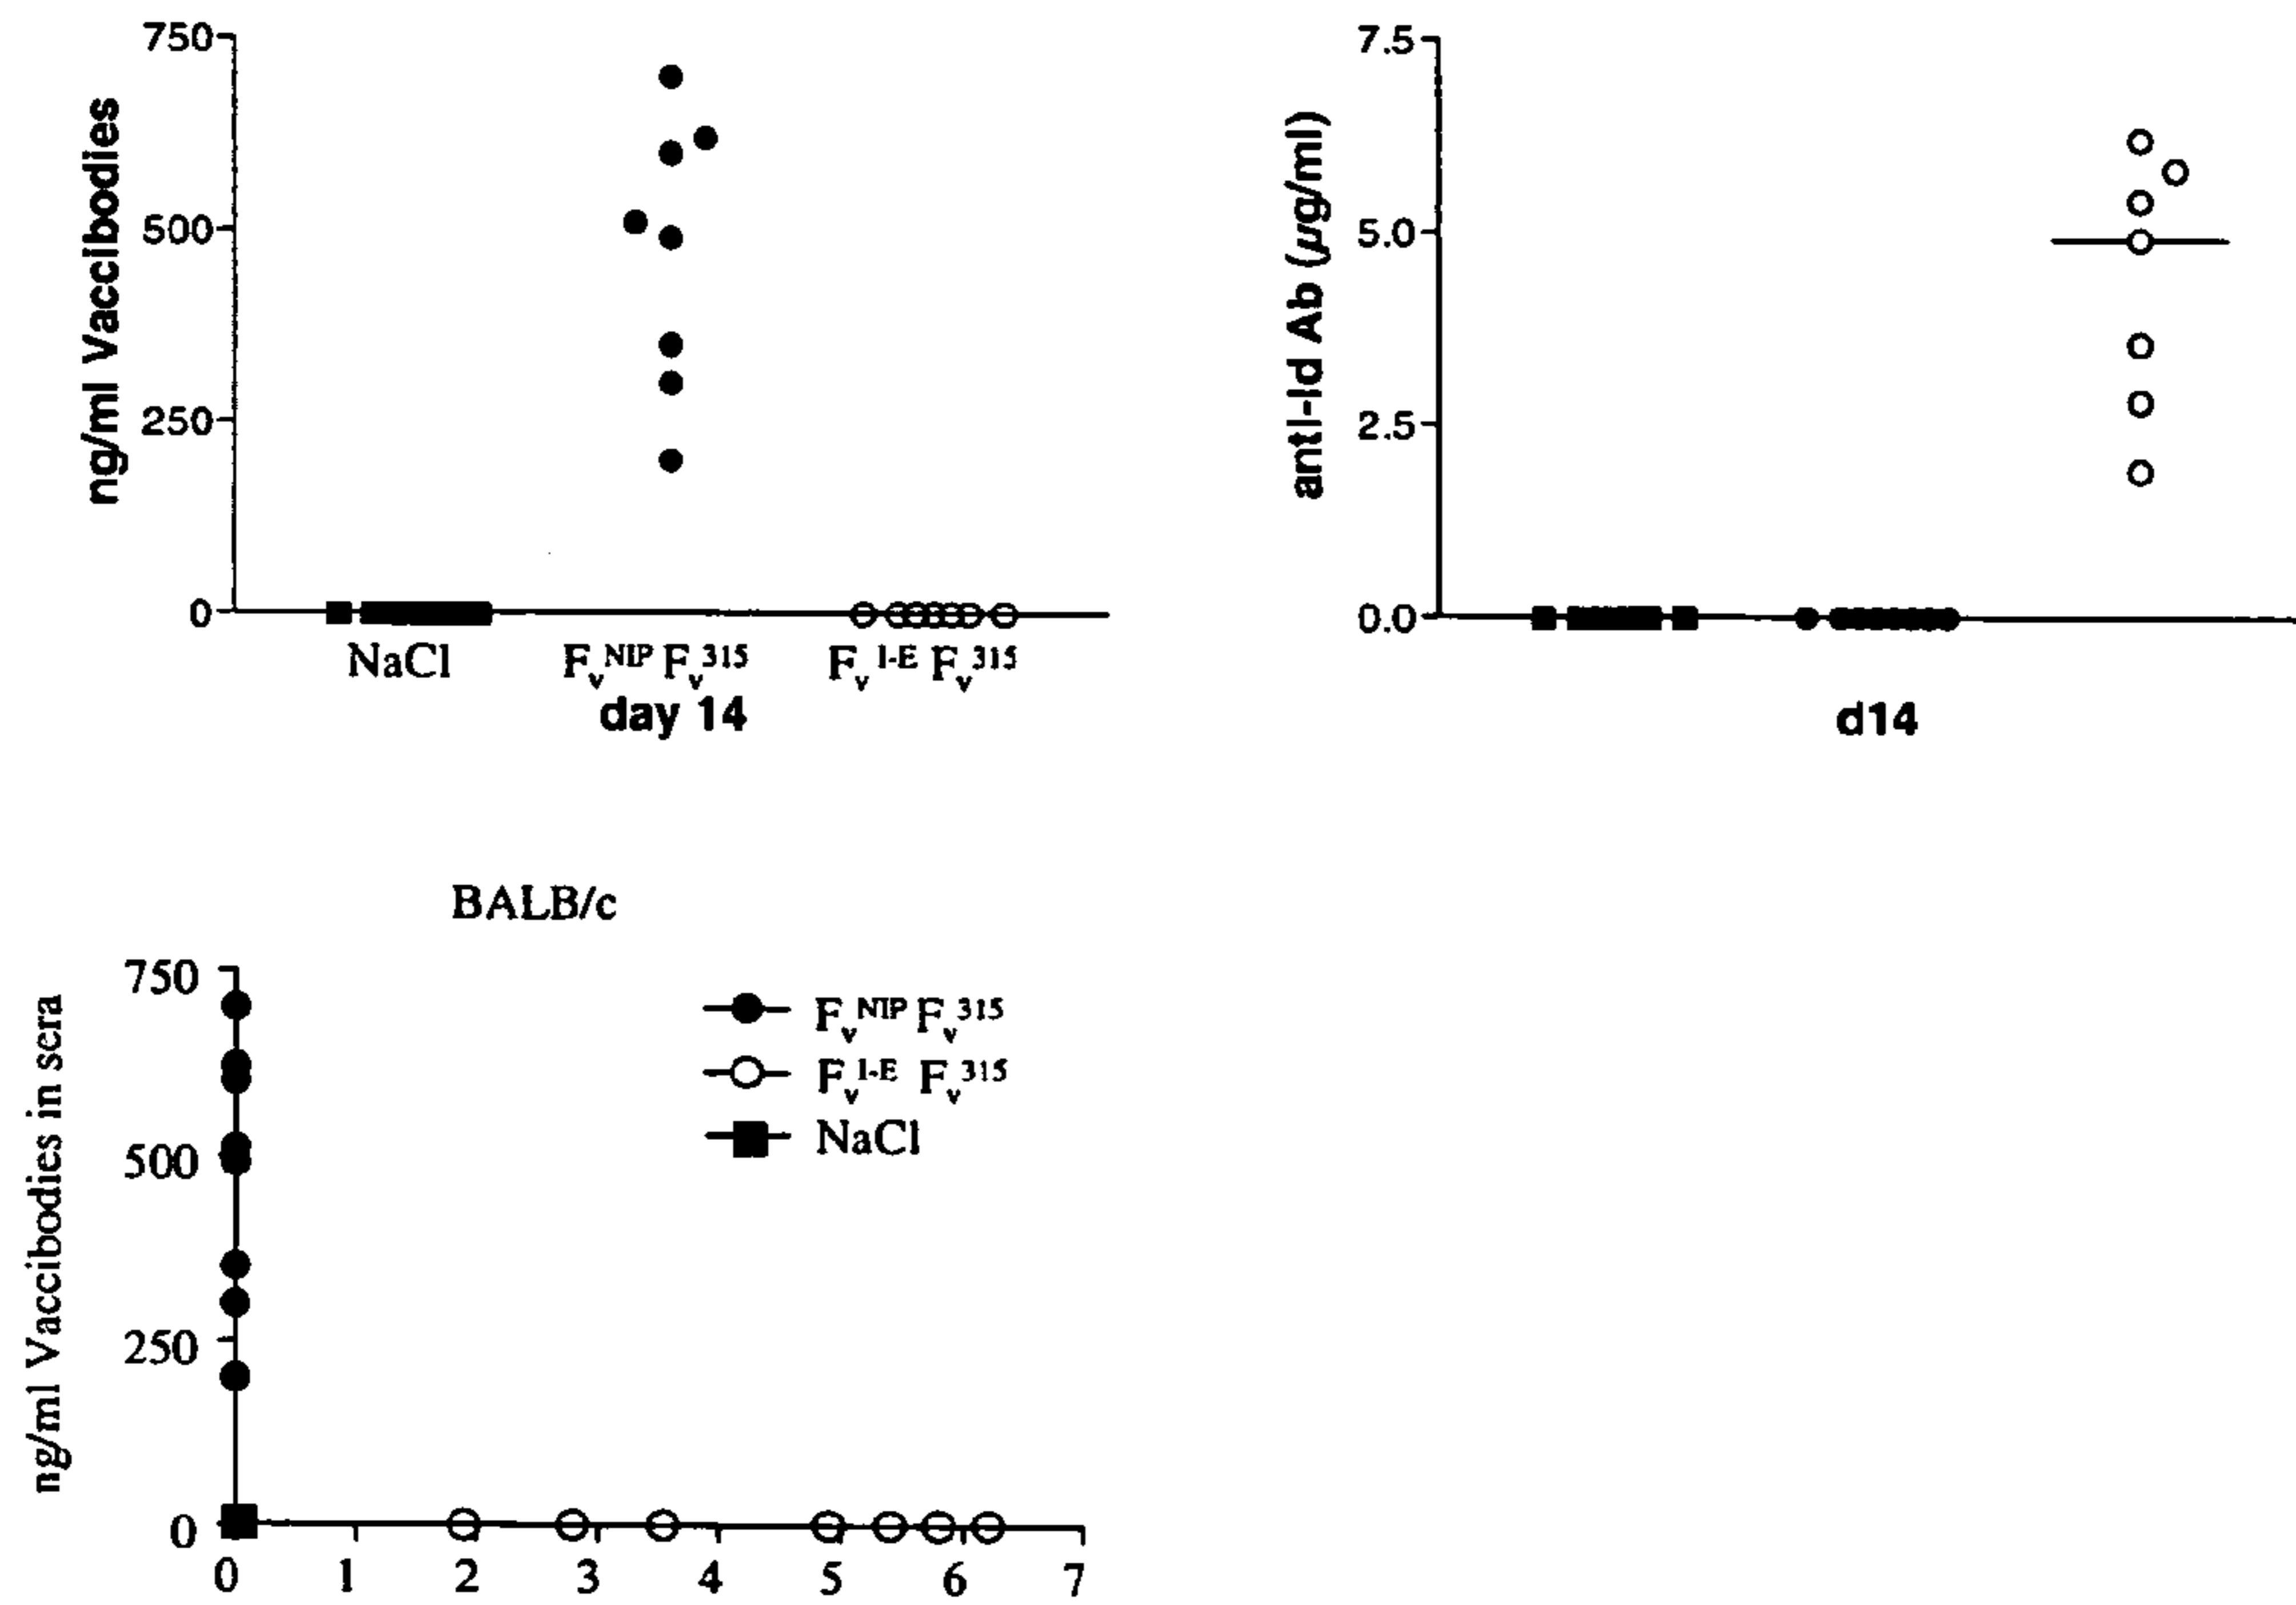 750
500
250
0
ng/ml Vaccibodies
NaCl
FvNIP Fv315
FvI-E Fv315
day 14
7.5
5.0
2.5
0.0
anti-Id Ab (µg/ml)
d14
BALB/c
750
500
250
0
ng/ml Vaccibodies in sera
FvNIP Fv315
FvI-E Fv315
NaCl
0 1 2 3 4 5 6 7